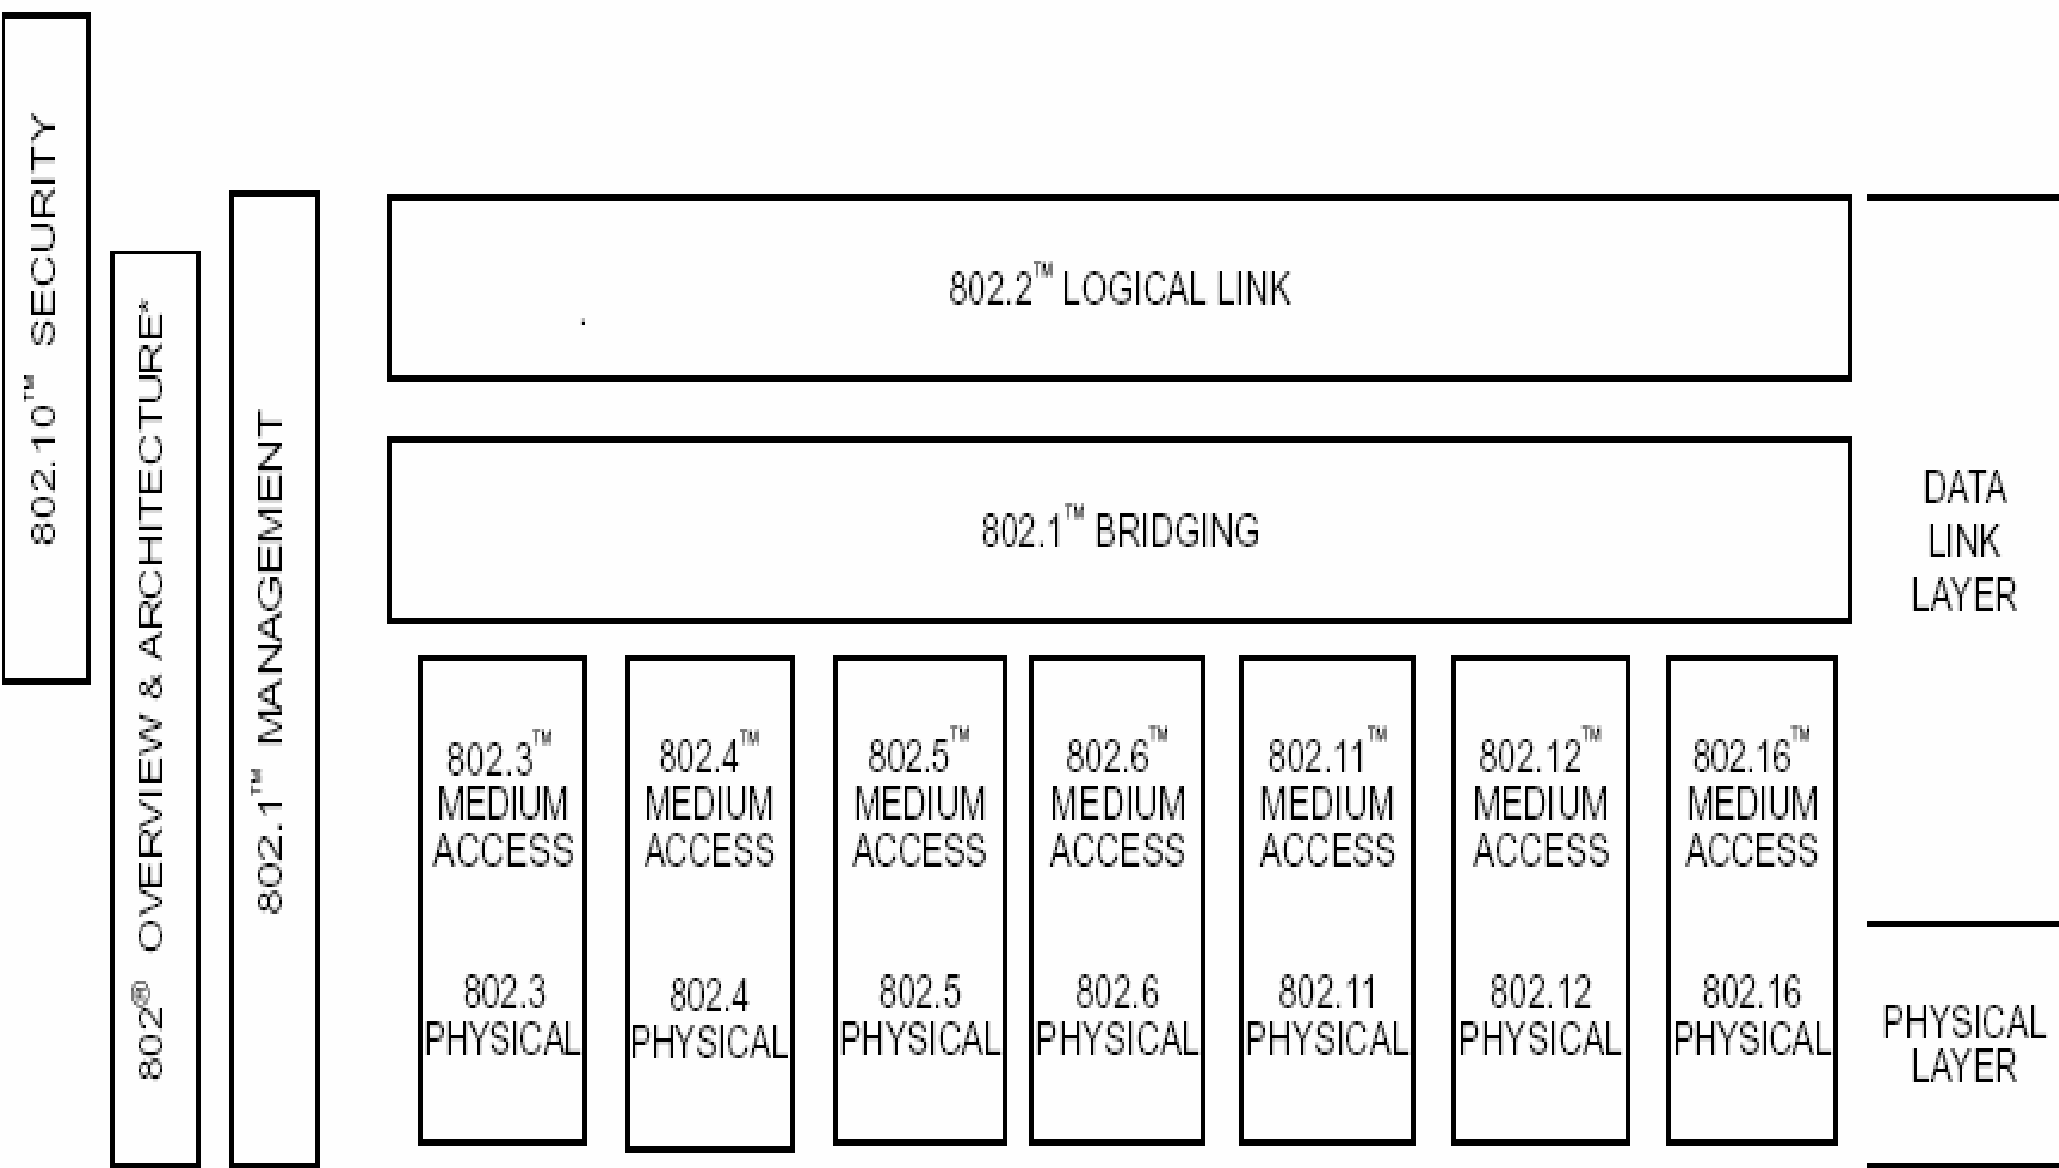 802.10™ SECURITY
802® OVERVIEW & ARCHITECTURE*
802.1™ MANAGEMENT
802.2™ LOGICAL LINK
802.1™ BRIDGING
DATA
LINK
LAYER
802.3™
MEDIUM
ACCESS
802.3
PHYSICAL
802.4™
MEDIUM
ACCESS
802.4
PHYSICAL
802.5™
MEDIUM
ACCESS
802.5
PHYSICAL
802.6™
MEDIUM
ACCESS
802.6
PHYSICAL
802.11™
MEDIUM
ACCESS
802.11
PHYSICAL
802.12™
MEDIUM
ACCESS
802.12
PHYSICAL
802.16™
MEDIUM
ACCESS
802.16
PHYSICAL
PHYSICAL
LAYER